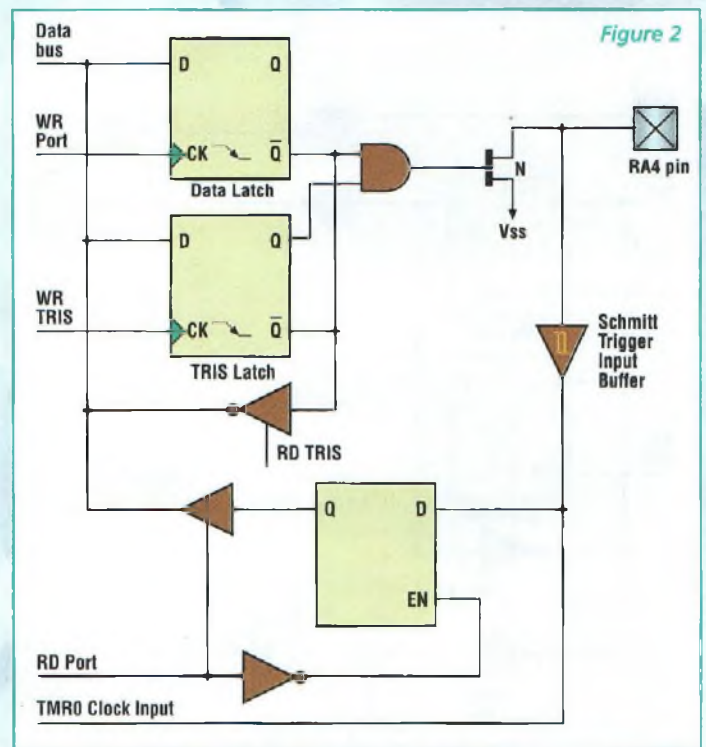 Figure 2
Data
bus
D
Q
WR
Port
CK
Q
N
RA4 pin
Data Latch
Vss
D
Q
WR
TRIS
CK
Q
Schmitt
Trigger
Input
Buffer
TRIS Latch
RD TRIS
Q
D
EN
RD Port
TMR0 Clock Input